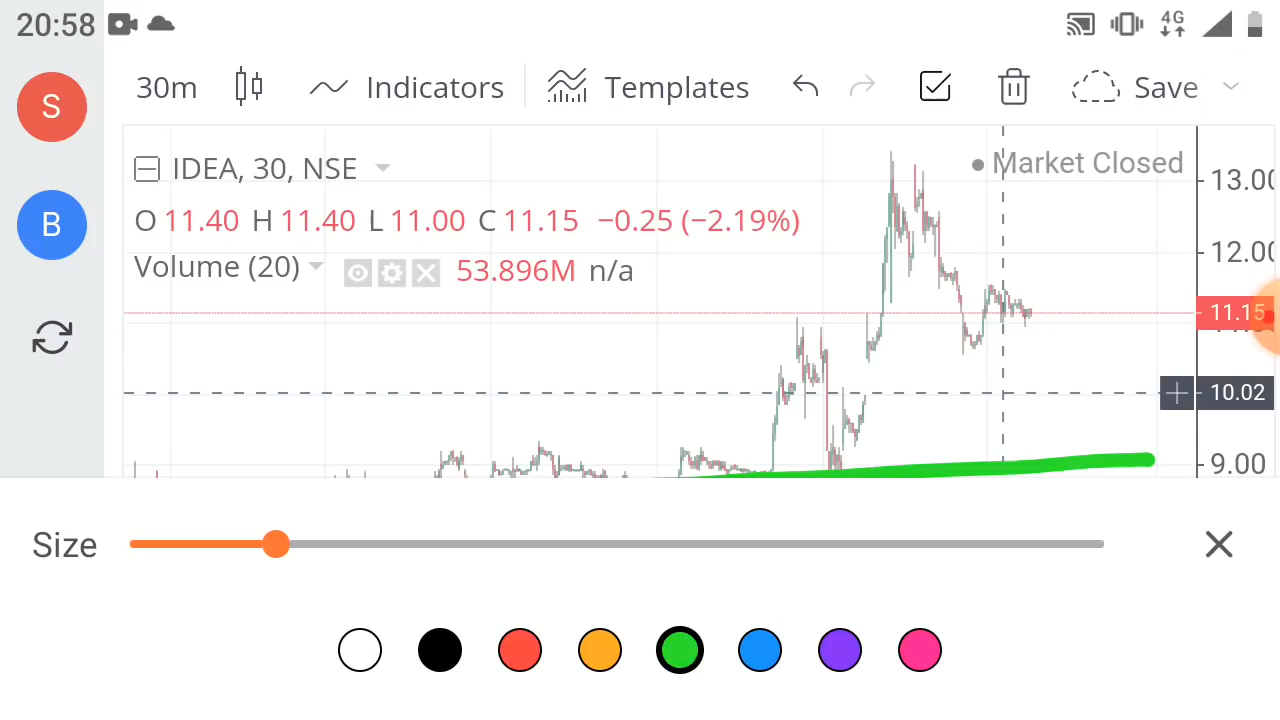 20:58 4G
S 30m Indicators Templates Save
IDEA, 30, NSE Market Closed 13.00
O 11.40 H 11.40 L 11.00 C 11.15 −0.25 (−2.19%)
B 12.00
Volume (20) 53.896M n/a
11.15
10.02
9.00
Size